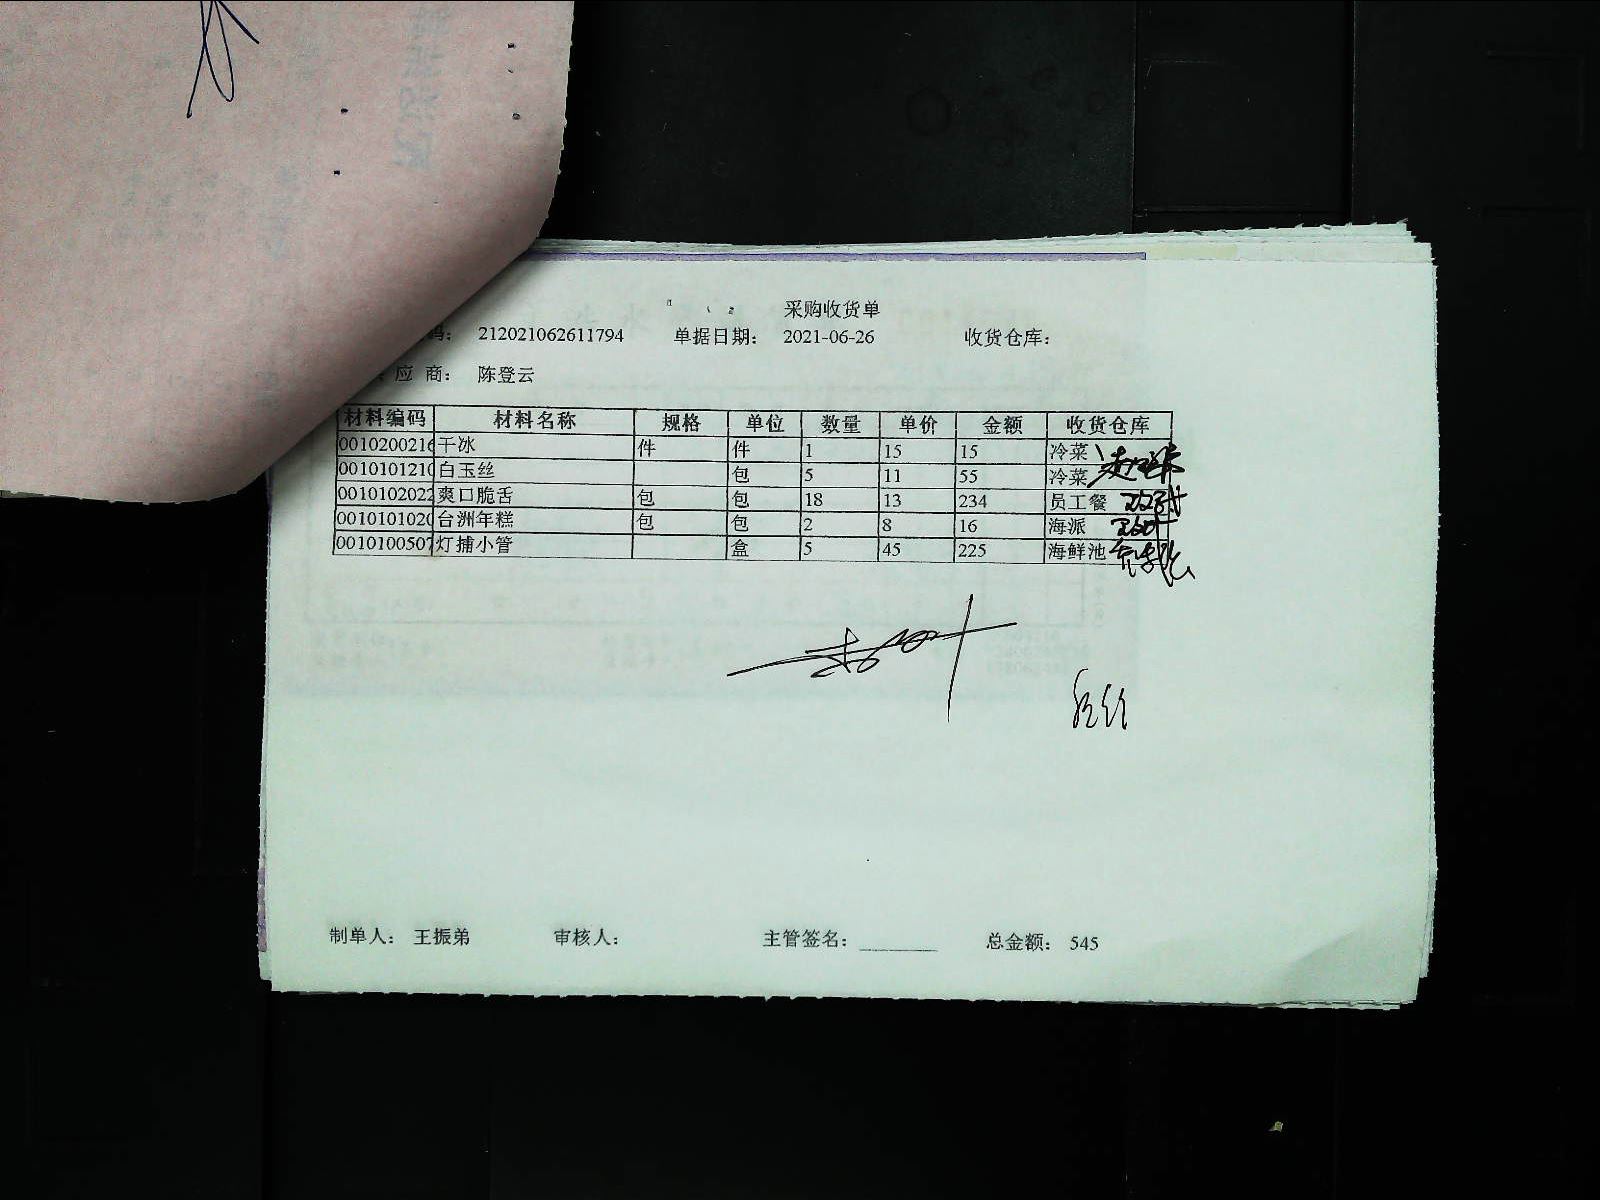 采购收货单
码： 212021062611794 单据日期： 2021-06-26 收货仓库：
应 商： 陈登云
材料编码 材料名称 规格 单位 数量 单价 金额 收货仓库
0010200216 干冰 件 件 1 15 15 冷菜
0010101210 白玉丝 包 5 11 55 冷菜
0010102022 爽口脆舌 包 包 18 13 234 员工餐
0010101020 台洲年糕 包 包 2 8 16 海派
0010100507 灯捕小管 盒 5 45 225 海鲜池
制单人： 王振弟 审核人： 主管签名： 总金额： 545